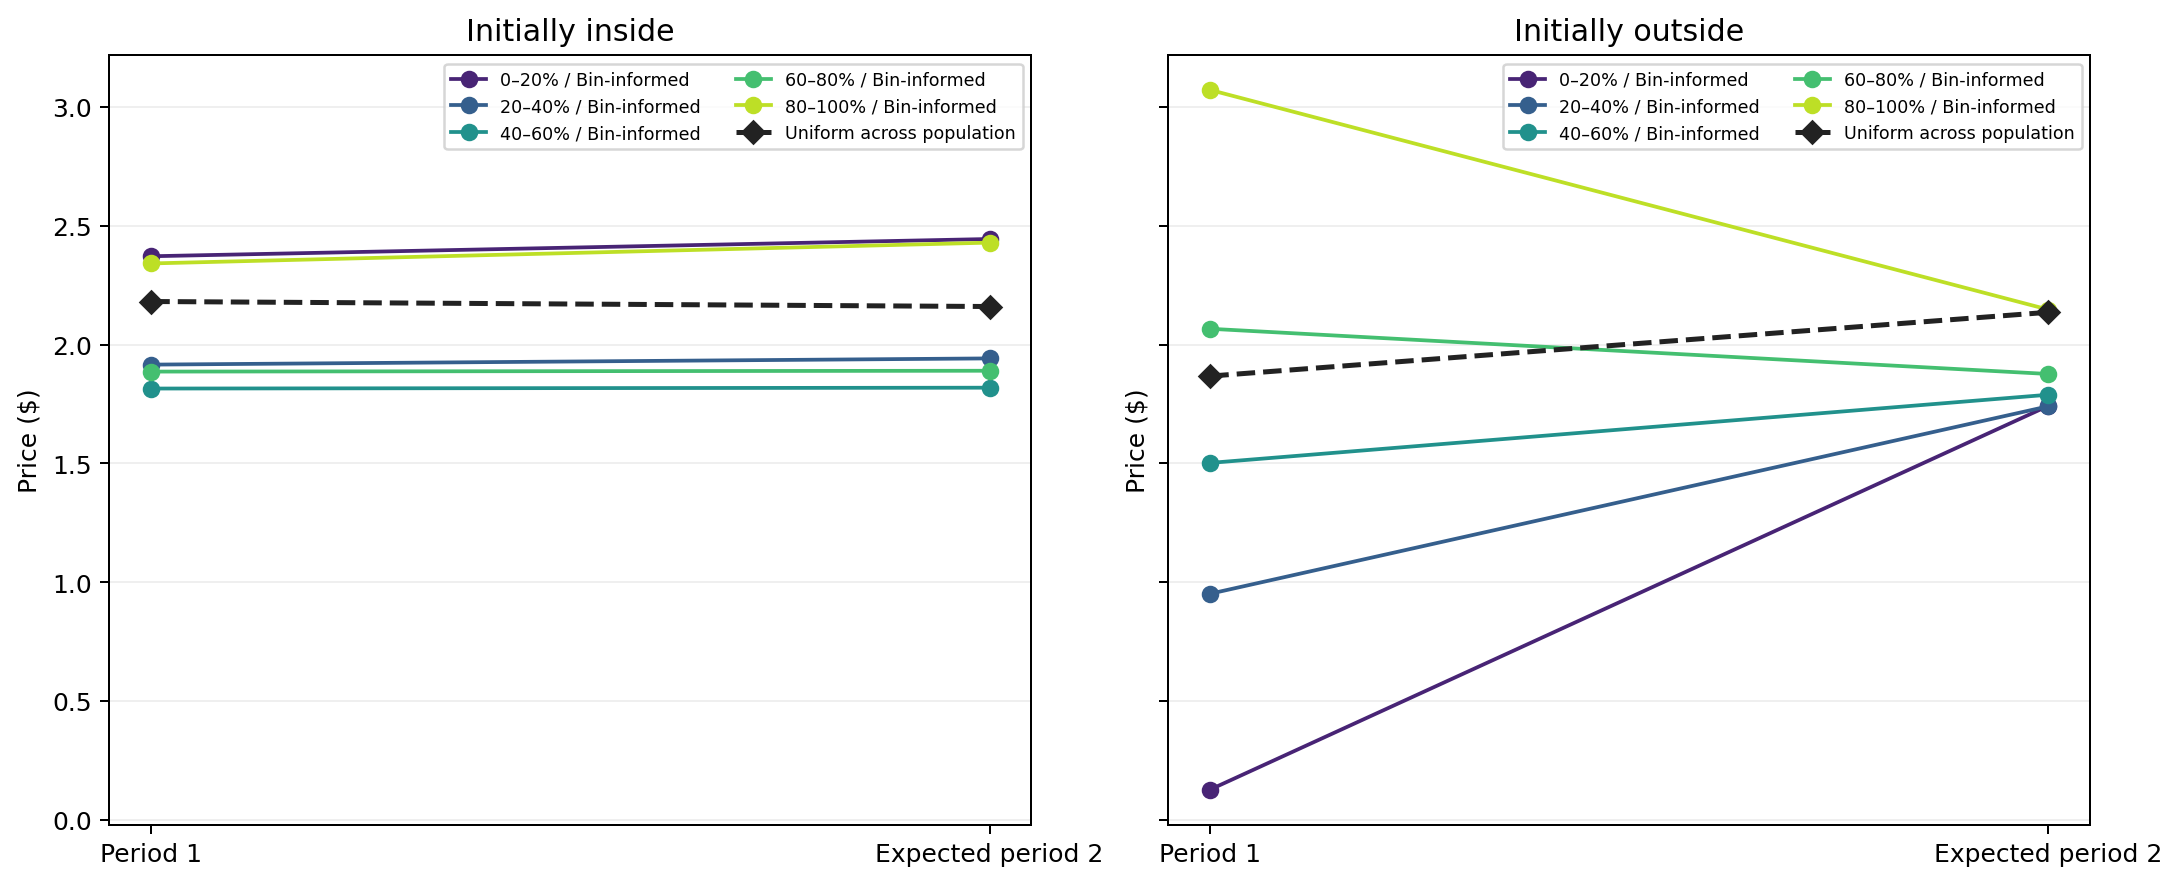 Initially inside
0–20% / Bin-informed
20–40% / Bin-informed
40–60% / Bin-informed
60–80% / Bin-informed
80–100% / Bin-informed
Uniform across population
Price ($)
3.0
2.5
2.0
1.5
1.0
0.5
0.0
Period 1
Expected period 2
Initially outside
0–20% / Bin-informed
20–40% / Bin-informed
40–60% / Bin-informed
60–80% / Bin-informed
80–100% / Bin-informed
Uniform across population
Price ($)
Period 1
Expected period 2